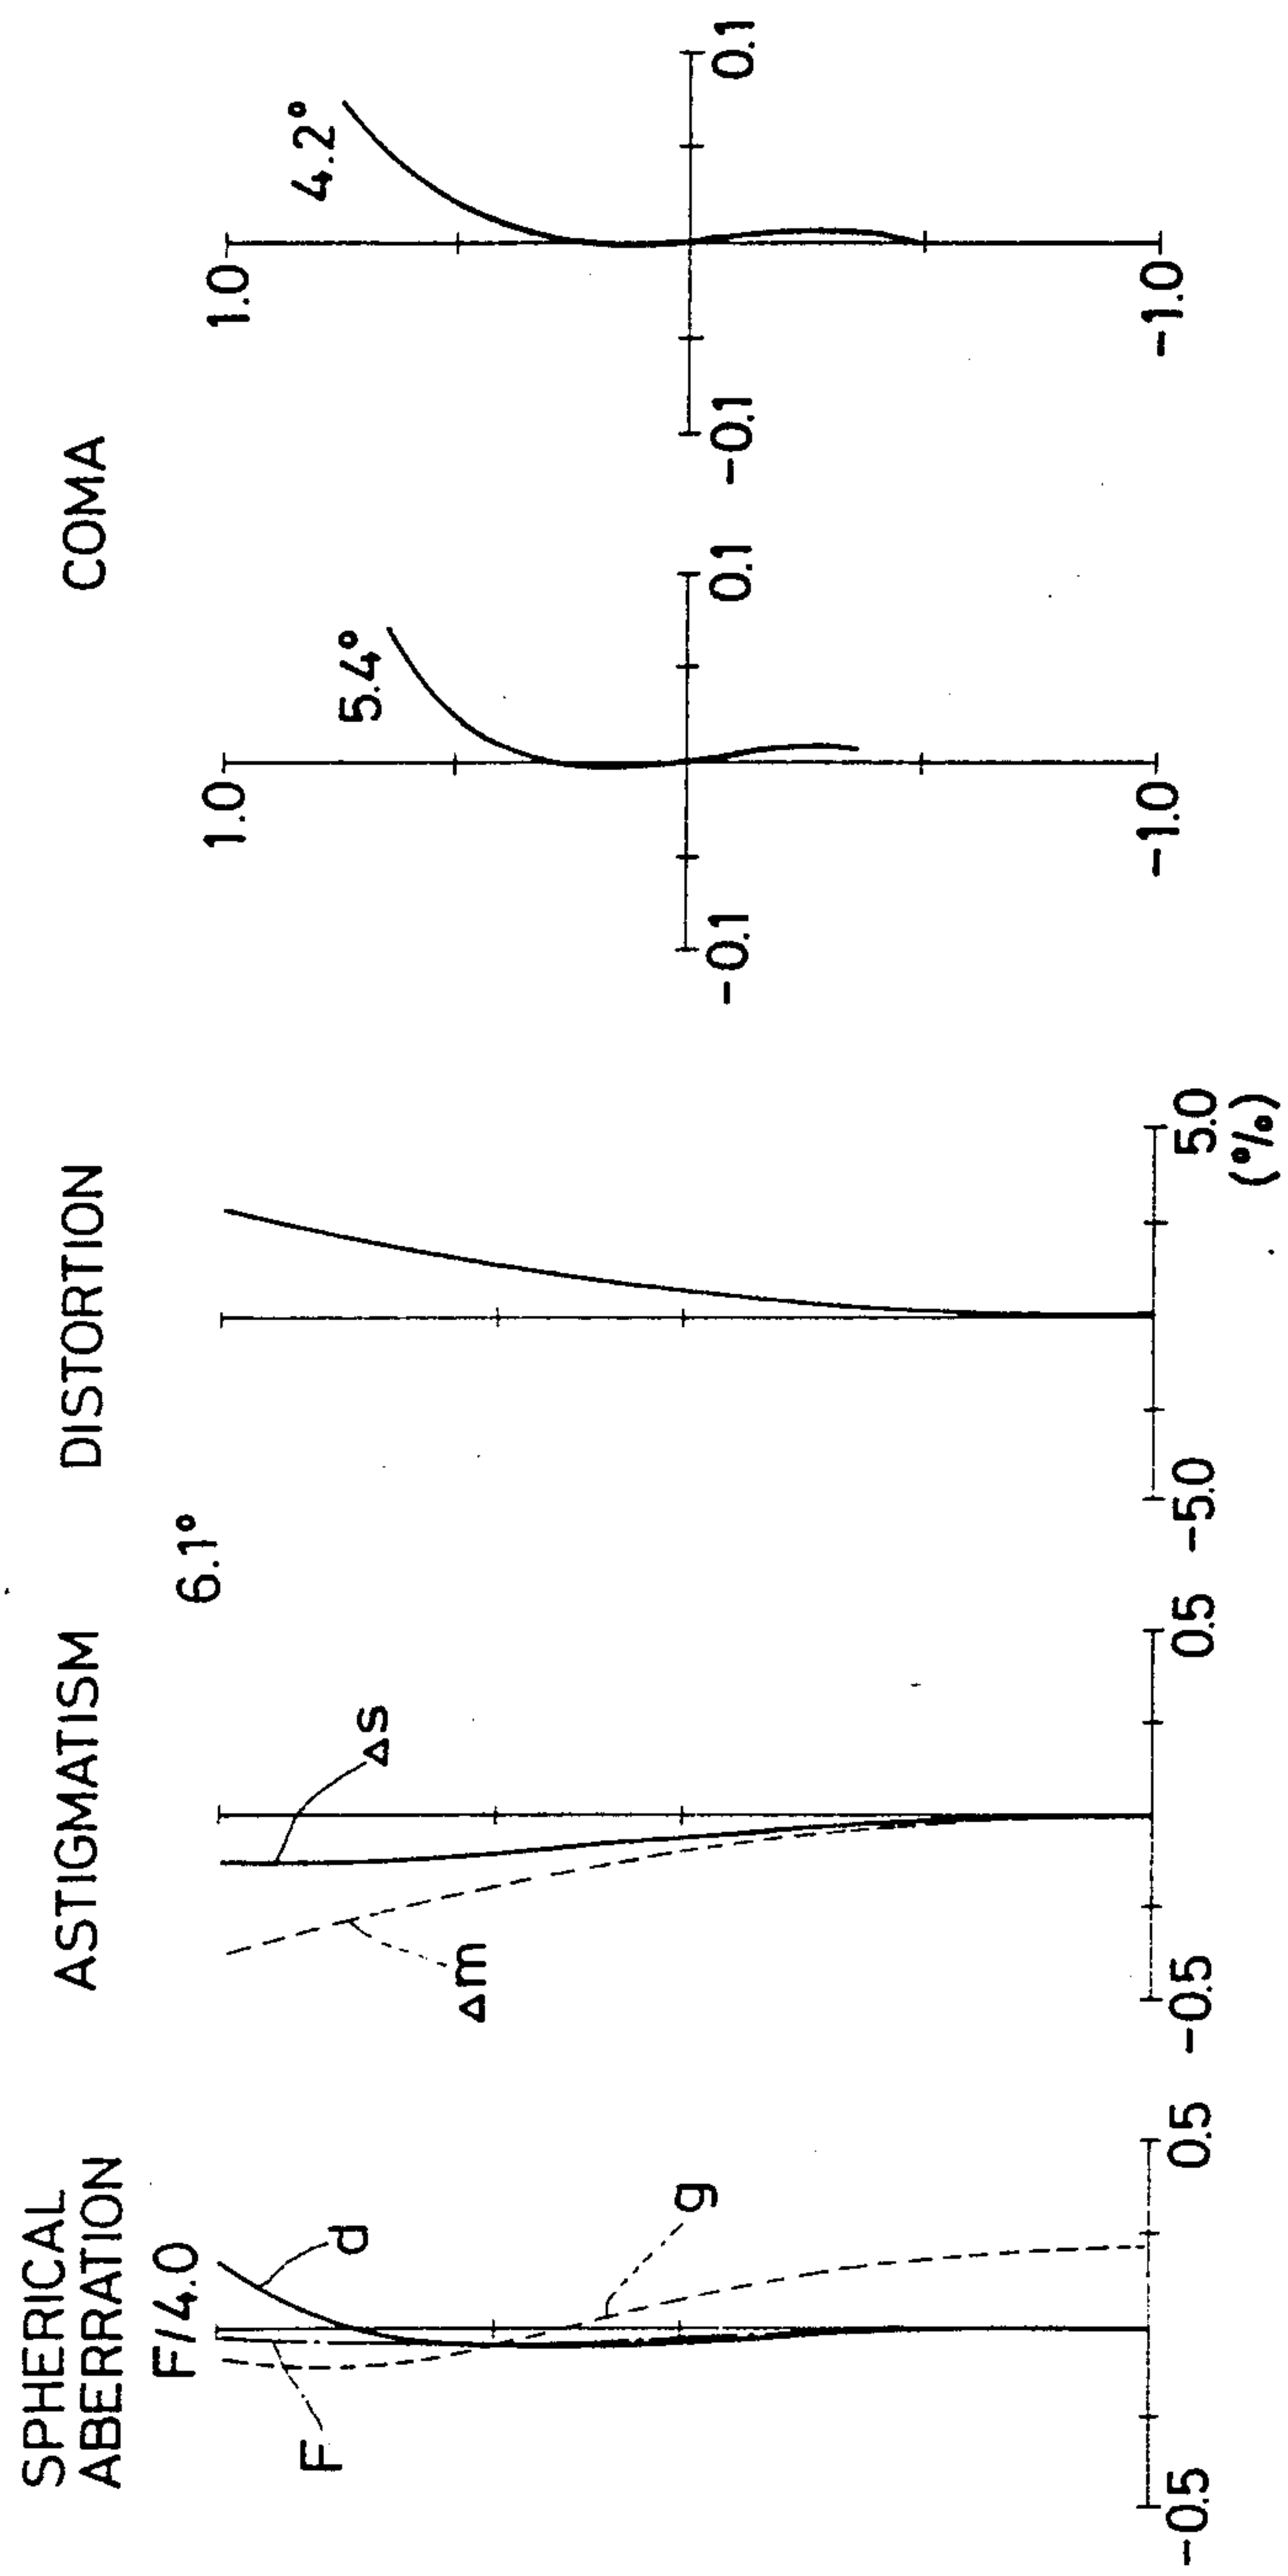 SPHERICAL
ABERRATION
F/4.0
F
d
g
-0.5
0.5
ASTIGMATISM
6.1°
Δm
Δs
-0.5
0.5
DISTORTION
-5.0
5.0
(%)
COMA
5.4°
1.0
-0.1
0.1
-1.0
4.2°
1.0
-0.1
0.1
-1.0